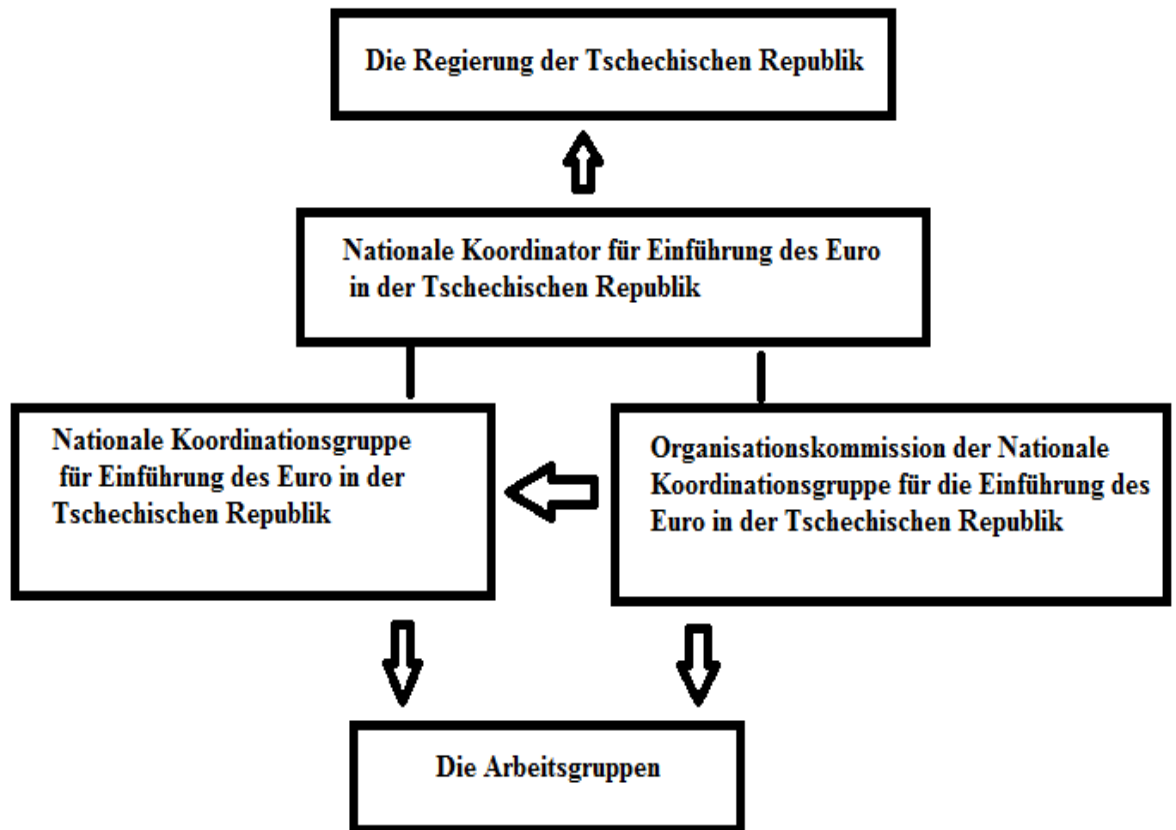 Die Regierung der Tschechischen Republik
Nationale Koordinator für Einführung des Euro
in der Tschechischen Republik
Nationale Koordinationsgruppe
für Einführung des Euro in der
Tschechischen Republik
Organisationskommission der Nationale
Koordinationsgruppe für die Einführung des
Euro in der Tschechischen Republik
Die Arbeitsgruppen